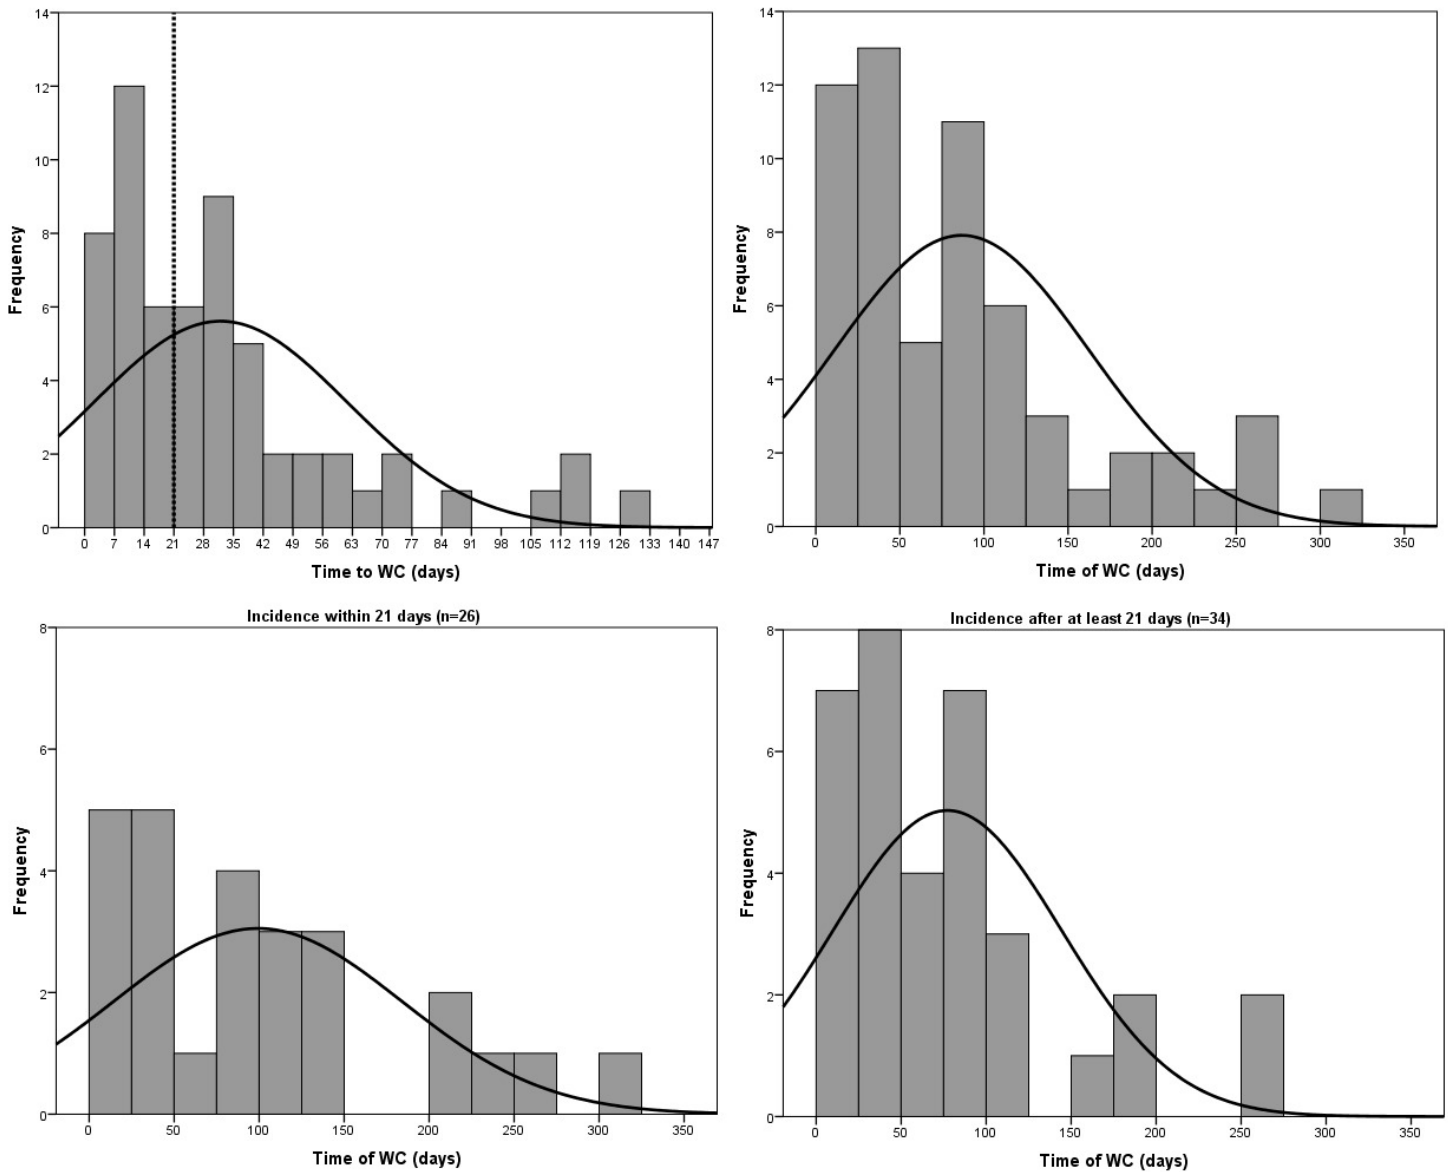 14
12
10
8
6
4
2
0
Frequency
0 7 14 21 28 35 42 49 56 63 70 77 84 91 98 105 112 119 126 133 140 147
Time to WC (days)
14
12
10
8
6
4
2
0
Frequency
0 50 100 150 200 250 300 350
Time of WC (days)
Incidence within 21 days (n=26)
8
6
4
2
0
Frequency
0 50 100 150 200 250 300 350
Time of WC (days)
Incidence after at least 21 days (n=34)
8
6
4
2
0
Frequency
0 50 100 150 200 250 300 350
Time of WC (days)